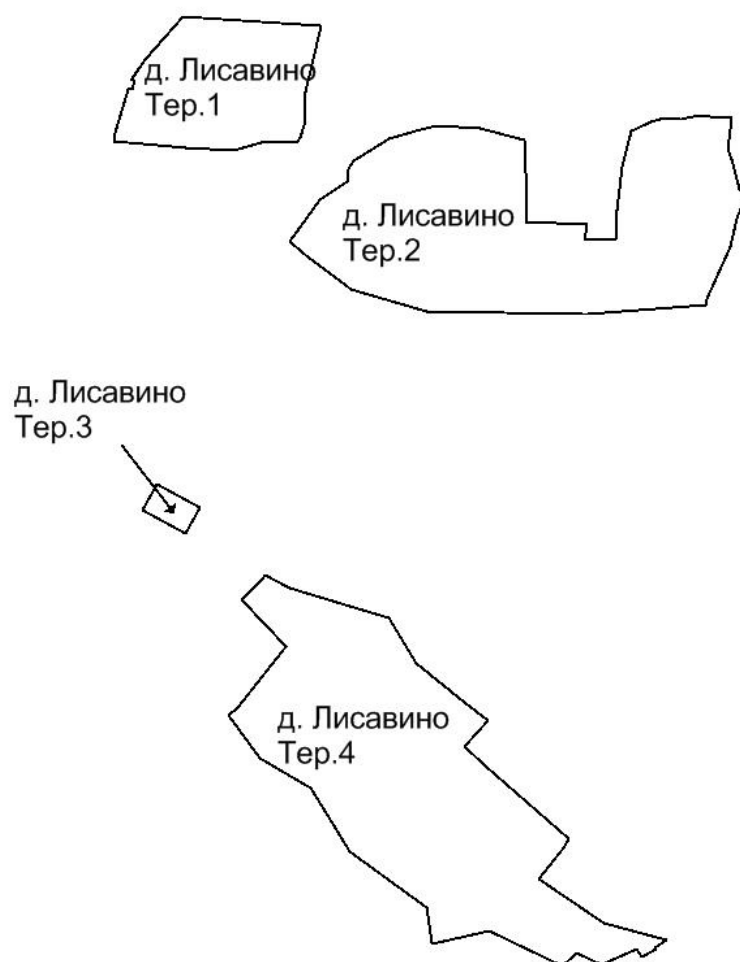 д. Лисавино
Тер.1
д. Лисавино
Тер.2
д. Лисавино
Тер.3
д. Лисавино
Тер.4